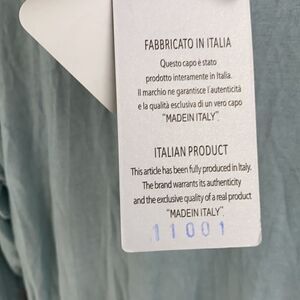 FABBRICATO IN ITALIA
Questo capo è stato
prodotto interamente in Italia.
Il marchio ne garantisce l'autenticità
e la qualità esclusiva di un vero capo
"MADEIN ITALY".
ITALIAN PRODUCT
This article has been fully produced in Italy.
The brand warrants its authenticity
and the exclusive quality of a real product
"MADEIN ITALY".
11001